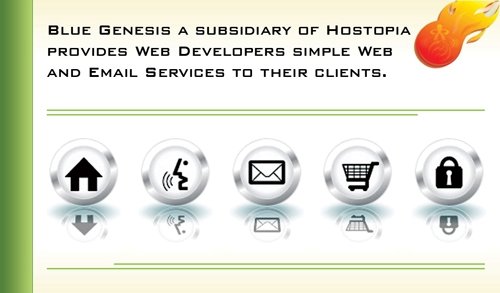 Blue Genesis a subsidiary of Hostopia
provides Web Developers simple Web
and Email Services to their clients.